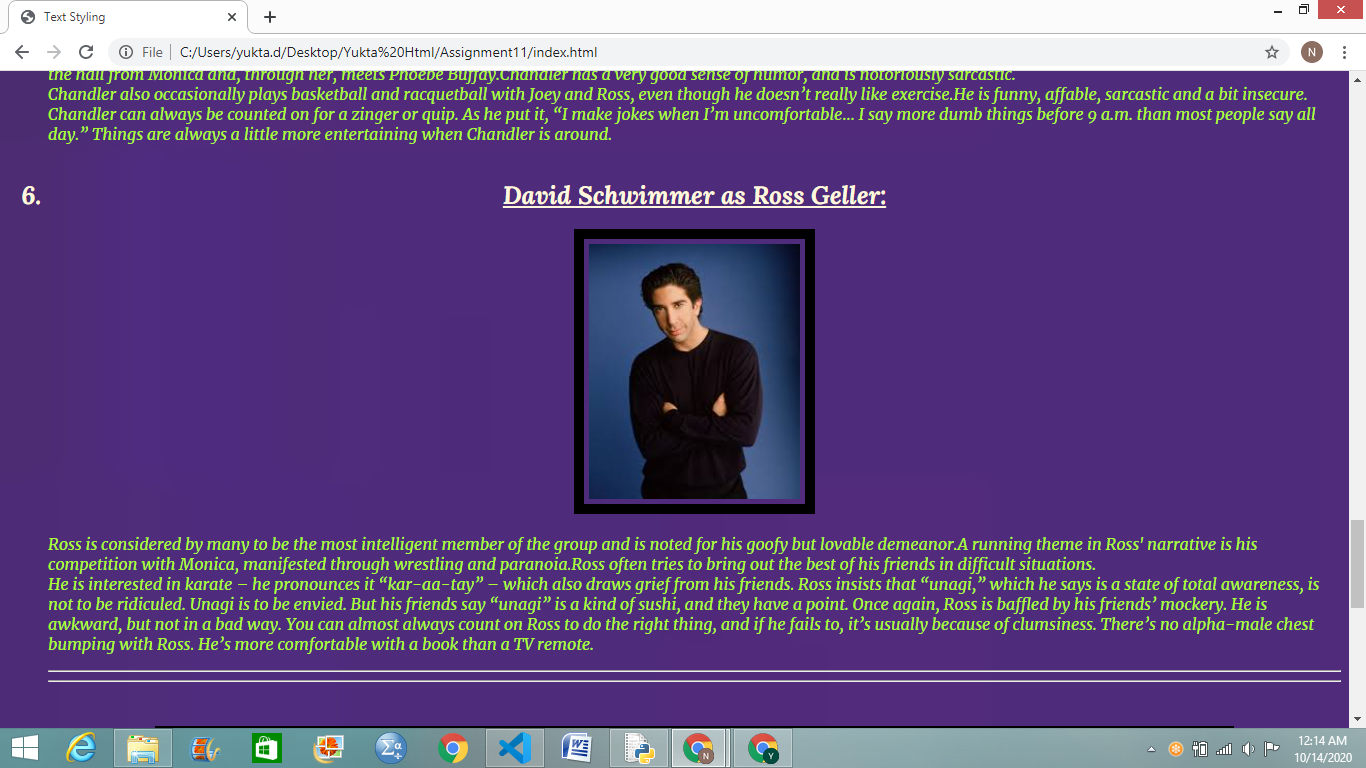 Text Styling
File
C:/Users/yukta.d/Desktop/Yukta%20Html/Assignment11/index.html
N
the hall from Monica and, through her, meets Phoebe Buffay.Chandler has a very good sense of humor, and is notoriously sarcastic.
Chandler also occasionally plays basketball and racquetball with Joey and Ross, even though he doesn’t really like exercise.He is funny, affable, sarcastic and a bit insecure.
Chandler can always be counted on for a zinger or quip. As he put it, “I make jokes when I’m uncomfortable… I say more dumb things before 9 a.m. than most people say all
day.” Things are always a little more entertaining when Chandler is around.
6.
David Schwimmer as Ross Geller:
Ross is considered by many to be the most intelligent member of the group and is noted for his goofy but lovable demeanor.A running theme in Ross' narrative is his
competition with Monica, manifested through wrestling and paranoia.Ross often tries to bring out the best of his friends in difficult situations.
He is interested in karate – he pronounces it “kar-aa-tay” – which also draws grief from his friends. Ross insists that “unagi,” which he says is a state of total awareness, is
not to be ridiculed. Unagi is to be envied. But his friends say “unagi” is a kind of sushi, and they have a point. Once again, Ross is baffled by his friends’ mockery. He is
awkward, but not in a bad way. You can almost always count on Ross to do the right thing, and if he fails to, it’s usually because of clumsiness. There’s no alpha-male chest
bumping with Ross. He’s more comfortable with a book than a TV remote.
Σα
N
Y
12:14 AM
10/14/2020